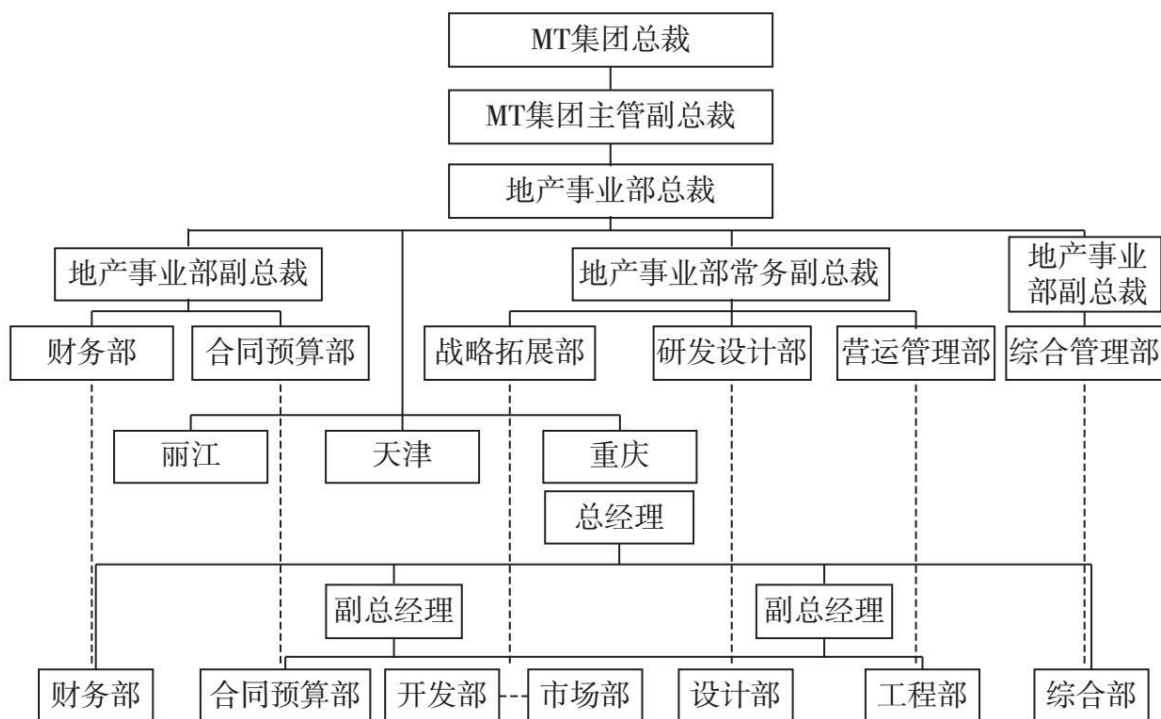 MT集团总裁
MT集团主管副总裁
地产事业部总裁
地产事业部副总裁
地产事业部常务副总裁
地产事业
部副总裁
财务部
合同预算部
战略拓展部
研发设计部
营运管理部
综合管理部
丽江
天津
重庆
总经理
副总经理
副总经理
财务部
合同预算部
开发部
市场部
设计部
工程部
综合部